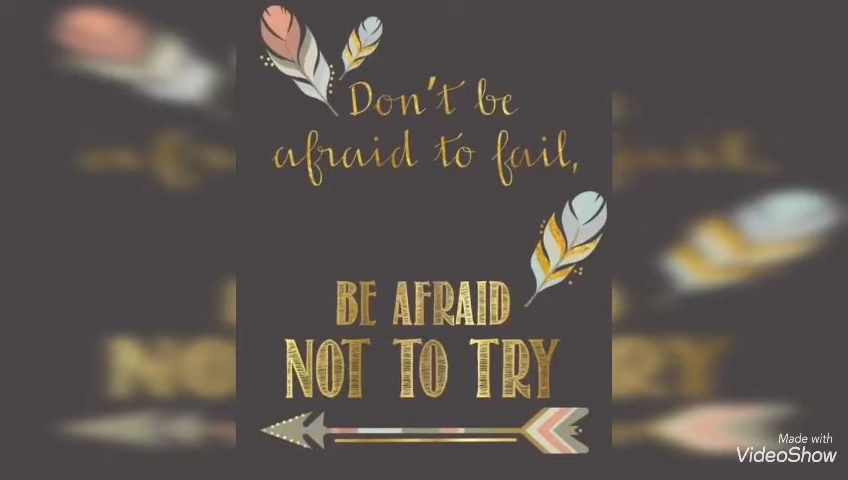 Don't be
afraid to fail,
BE AFRAID
NOT TO TRY
Made with
VideoShow